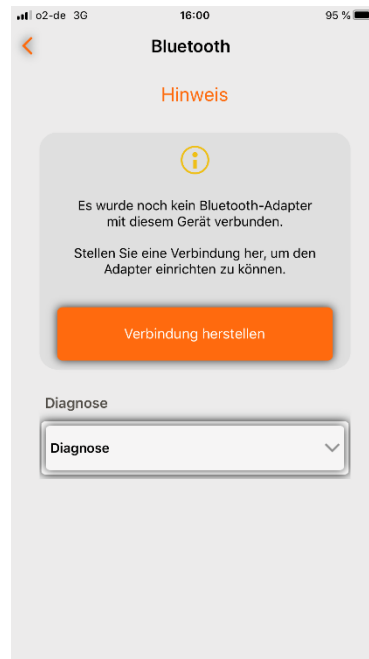 o2-de 3G 16:00 95 %
Bluetooth
Hinweis
Es wurde noch kein Bluetooth-Adapter
mit diesem Gerät verbunden.
Stellen Sie eine Verbindung her, um den
Adapter einrichten zu können.
Verbindung herstellen
Diagnose
Diagnose